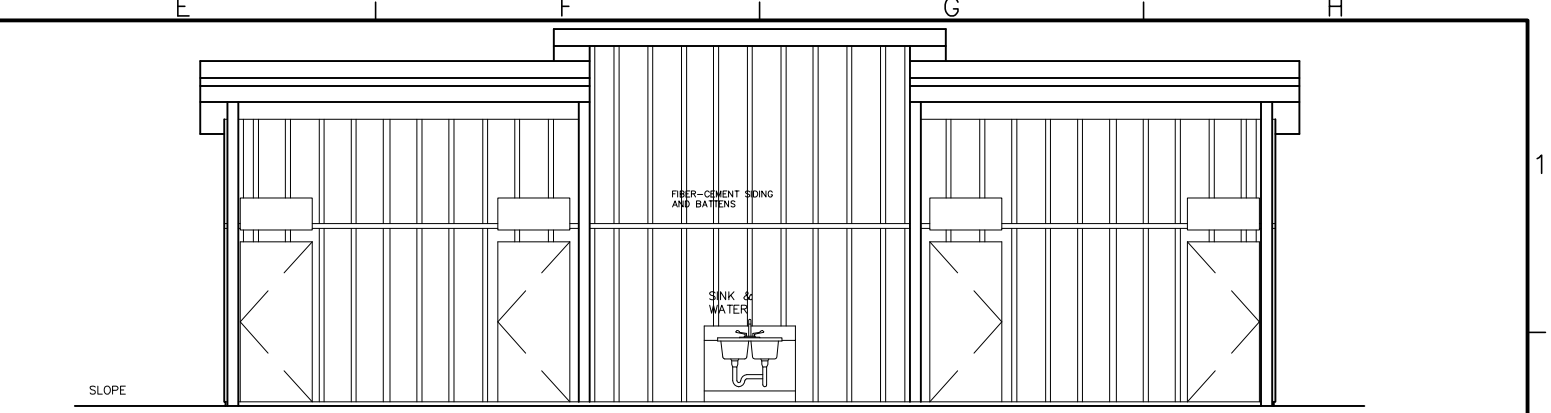 E F G H
1
FIBER-CEMENT SIDING
AND BATTENS
SINK &
WATER
SLOPE